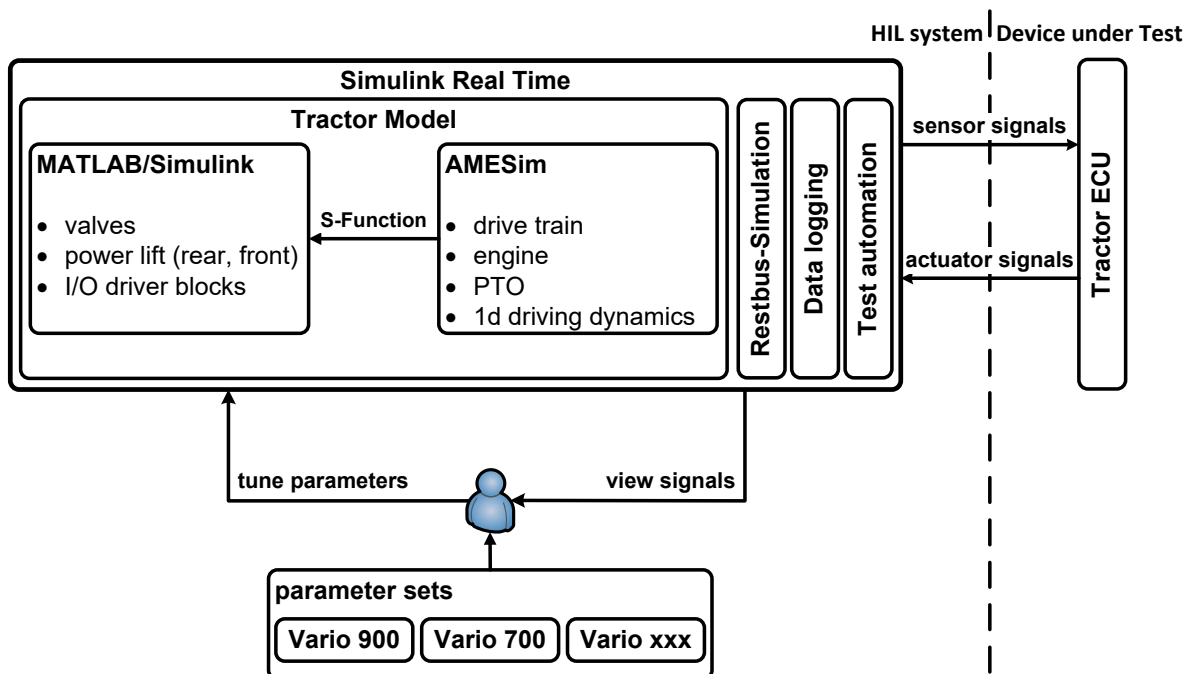 HIL system
Device under Test
Simulink Real Time
Tractor Model
MATLAB/Simulink
• valves
• power lift (rear, front)
• I/O driver blocks
S-Function
AMESim
• drive train
• engine
• PTO
• 1d driving dynamics
Restbus-Simulation
Data logging
Test automation
sensor signals
actuator signals
Tractor ECU
tune parameters
view signals
parameter sets
Vario 900
Vario 700
Vario xxx